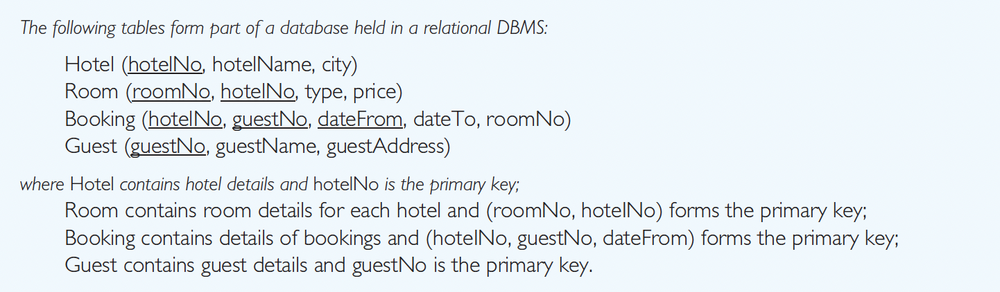 The following tables form part of a database held in a relational DBMS:
Hotel (hotelNo, hotelName, city)
Room (roomNo, hotelNo, type, price)
Booking (hotelNo, guestNo, dateFrom, dateTo, roomNo)
Guest (guestNo, guestName, guestAddress)
where Hotel contains hotel details and hotelNo is the primary key;
Room contains room details for each hotel and (roomNo, hotelNo) forms the primary key;
Booking contains details of bookings and (hotelNo, guestNo, dateFrom) forms the primary key;
Guest contains guest details and guestNo is the primary key.